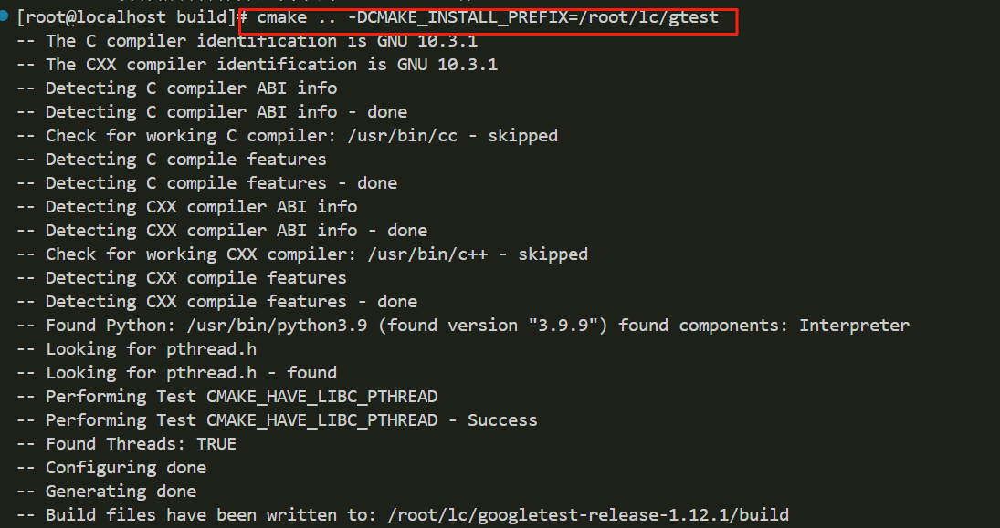 [root@localhost build]# cmake .. -DCMAKE_INSTALL_PREFIX=/root/lc/gtest
-- The C compiler identification is GNU 10.3.1
-- The CXX compiler identification is GNU 10.3.1
-- Detecting C compiler ABI info
-- Detecting C compiler ABI info - done
-- Check for working C compiler: /usr/bin/cc - skipped
-- Detecting C compile features
-- Detecting C compile features - done
-- Detecting CXX compiler ABI info
-- Detecting CXX compiler ABI info - done
-- Check for working CXX compiler: /usr/bin/c++ - skipped
-- Detecting CXX compile features
-- Detecting CXX compile features - done
-- Found Python: /usr/bin/python3.9 (found version "3.9.9") found components: Interpreter
-- Looking for pthread.h
-- Looking for pthread.h - found
-- Performing Test CMAKE_HAVE_LIBC_PTHREAD
-- Performing Test CMAKE_HAVE_LIBC_PTHREAD - Success
-- Found Threads: TRUE
-- Configuring done
-- Generating done
-- Build files have been written to: /root/lc/googletest-release-1.12.1/build